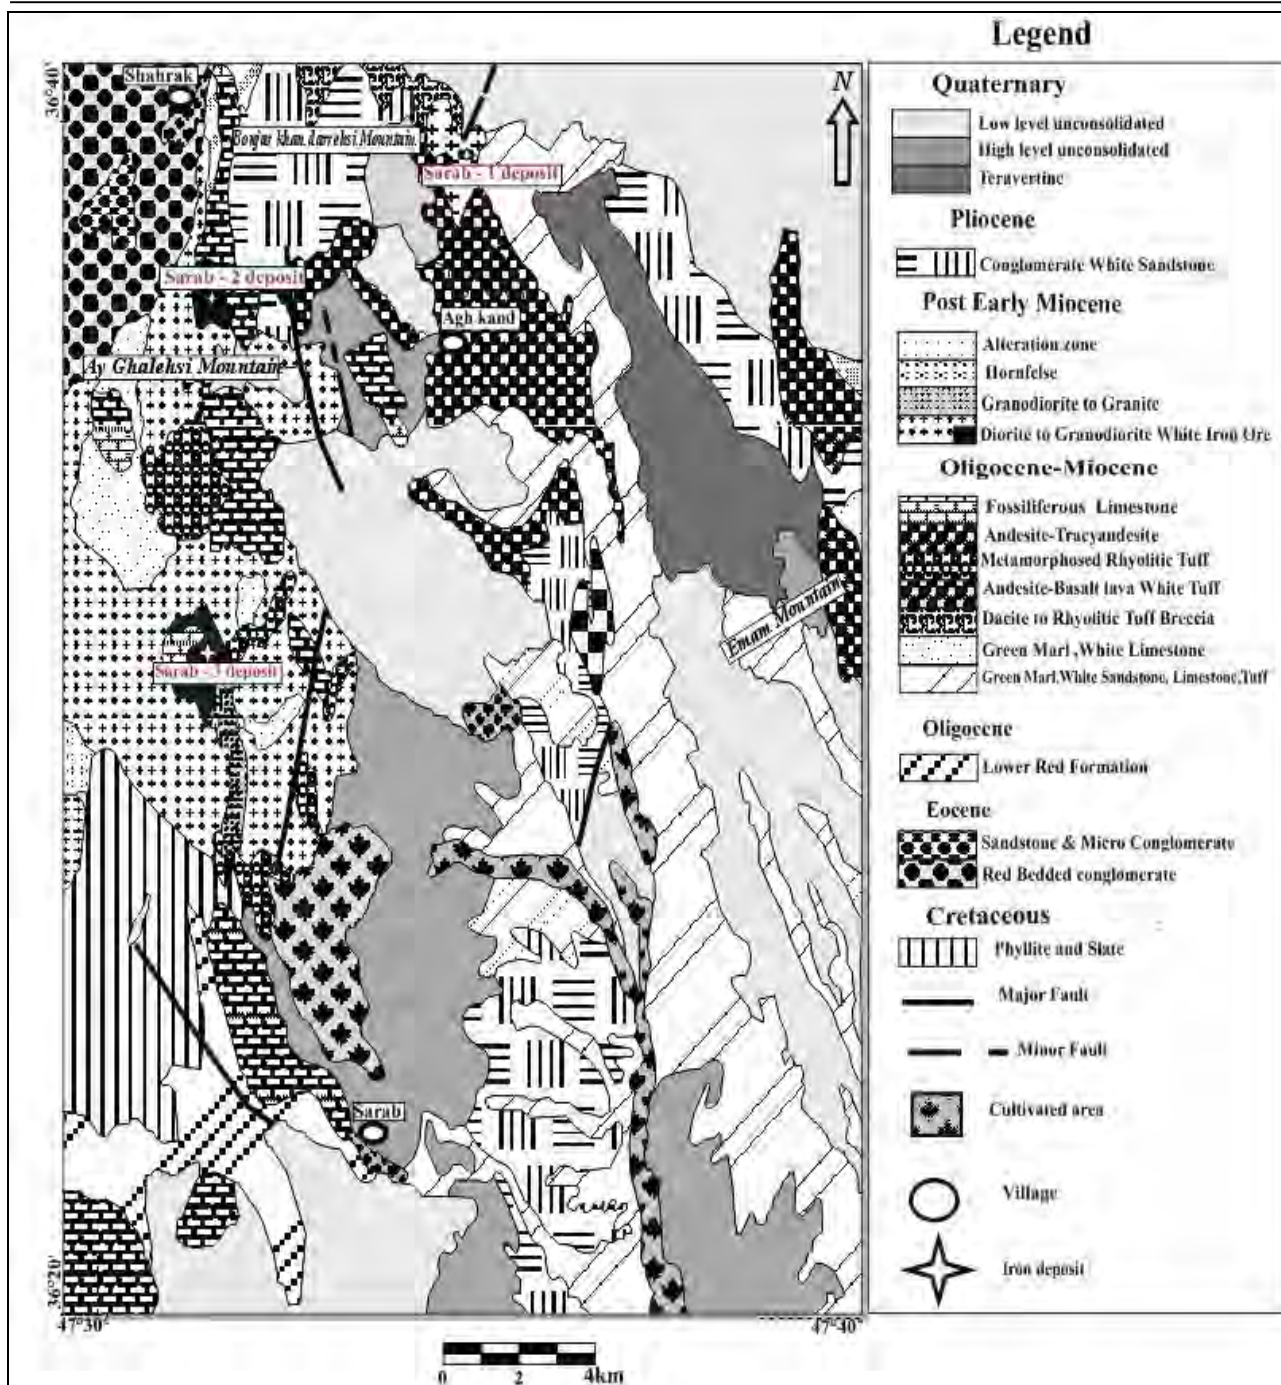 Legend
Quaternary
Low level unconsolidated
High level unconsolidated
Teravertine
Pliocene
Conglomerate White Sandstone
Post Early Miocene
Alteration zone
Hornfelse
Granodiorite to Granite
Diorite to Granodiorite White Iron Ore
Oligocene-Miocene
Fossiliferous Limestone
Andesite-Tracyandesite
Metamorphosed Rhyolitic Tuff
Andesite-Basalt lava White Tuff
Dacite to Rhyolitic Tuff Breccia
Green Marl ,White Limestone
Green Marl,White Sandstone, Limestone,Tuff
Oligocene
Lower Red Formation
Eocene
Sandstone & Micro Conglomerate
Red Bedded conglomerate
Cretaceous
Phyllite and Slate
Major Fault
Minor Fault
Cultivated area
Village
Iron deposit
36°40'
Shahrak
N
khan darrehsi Mountain
Sarab - 1 deposit
Sarab - 2 deposit
Agh kand
Ay Ghalehsi Mountain
Emam Mountain
Sarab - 3 deposit
Sarab
36°20'
47°30'
47°40'
0 2 4km